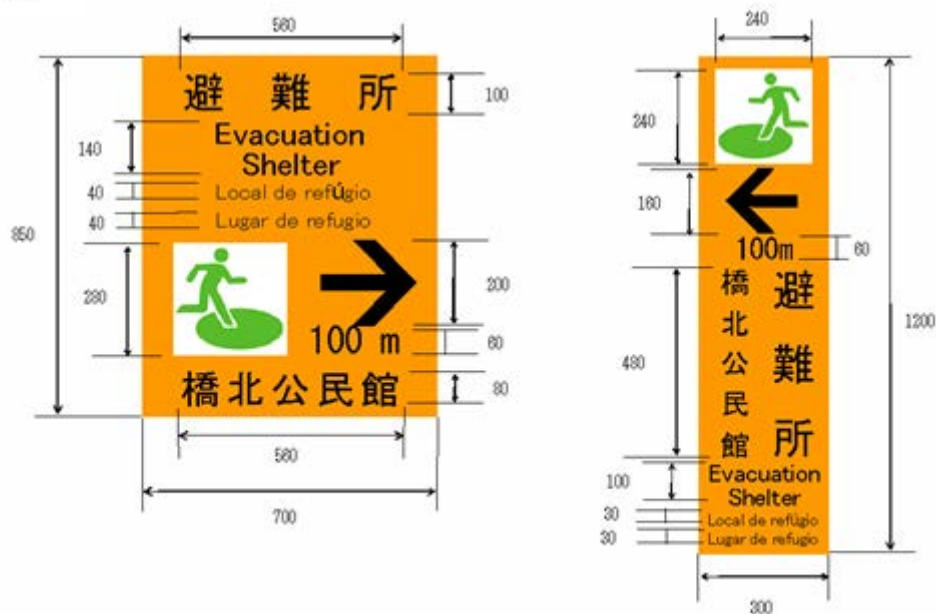 560
避 難 所
100
Evacuation
Shelter
140
Local de refúgio
40
Lugar de refugio
40
850
280
200
100 m
60
橋北公民館
80
560
700
240
240
160
100m
60
避難所
橋北公民館
480
1200
Evacuation
Shelter
100
Local de refúgio
30
Lugar de refugio
30
300